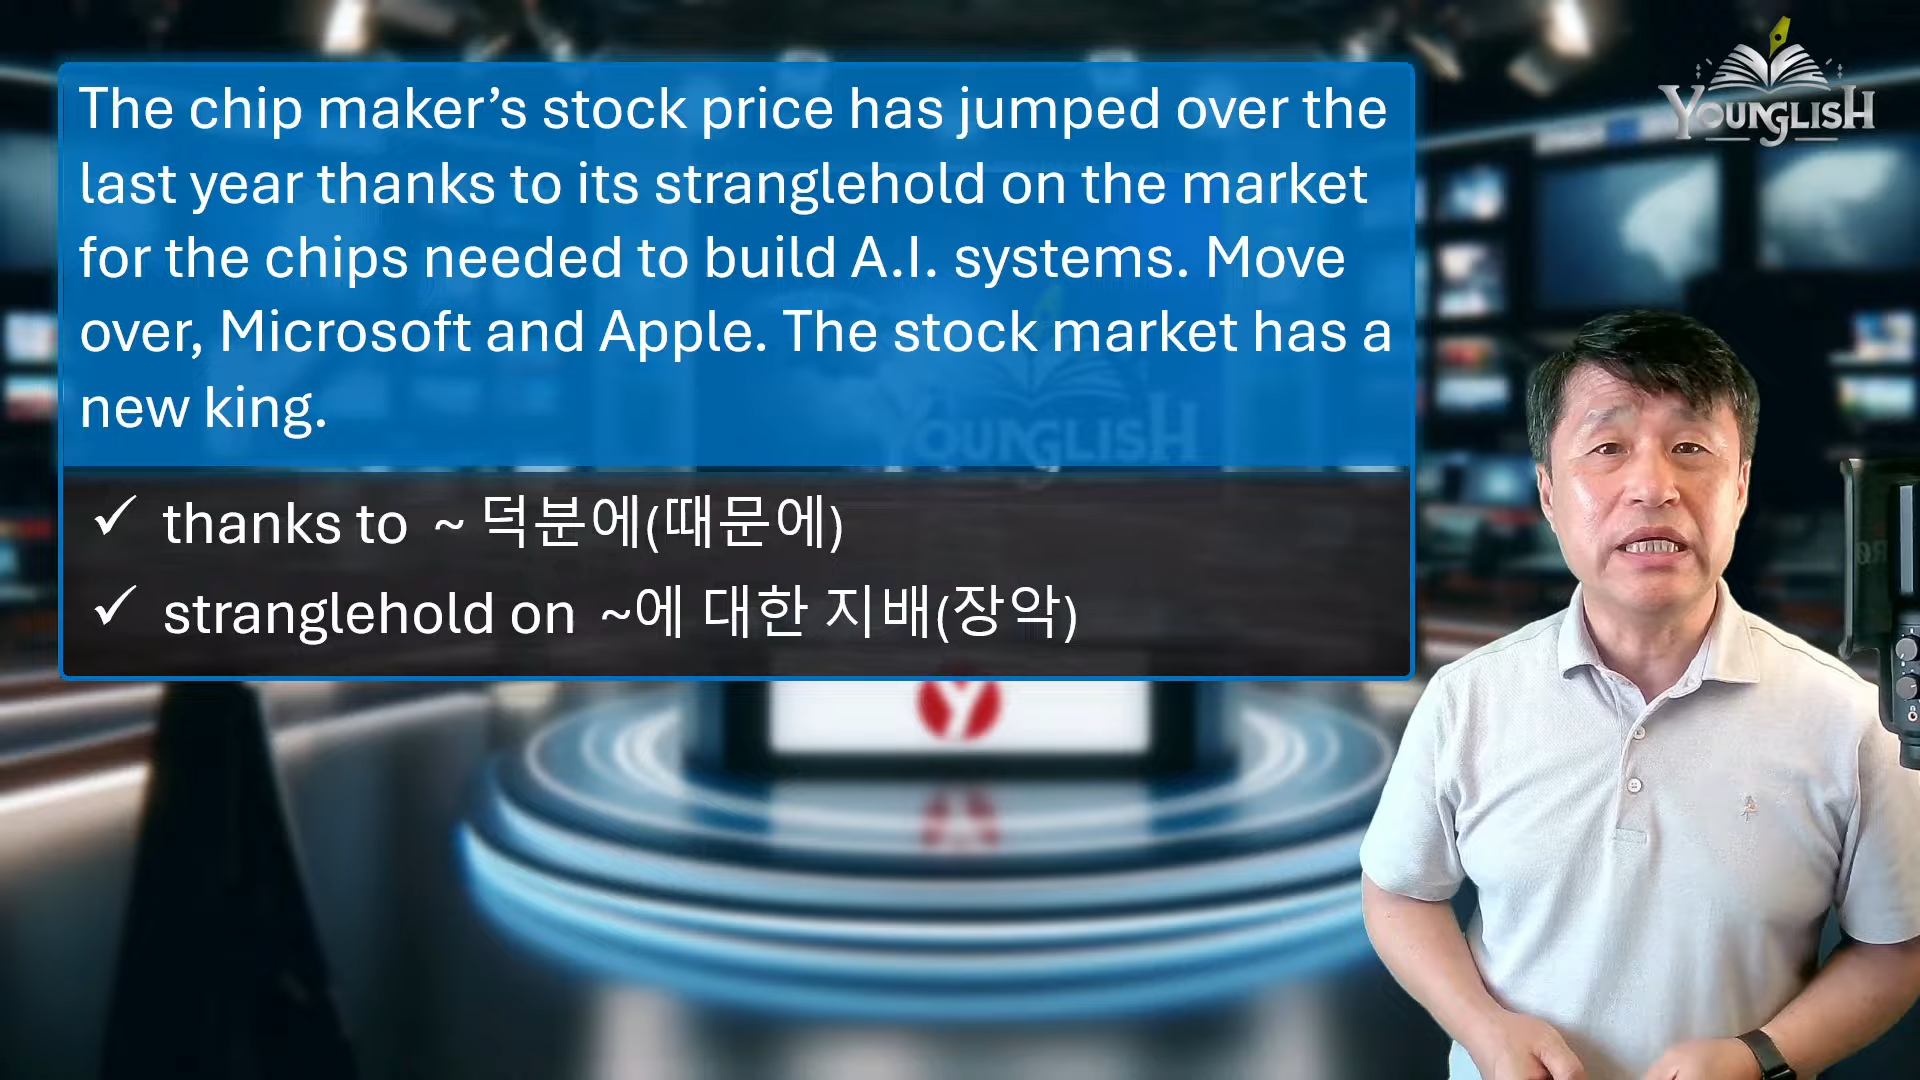 The chip maker’s stock price has jumped over the
last year thanks to its stranglehold on the market
for the chips needed to build A.I. systems. Move
over, Microsoft and Apple. The stock market has a
new king.
✓ thanks to ~ 덕분에(때문에)
✓ stranglehold on ~에 대한 지배(장악)
YOUNGLISH
YOUNGLISH